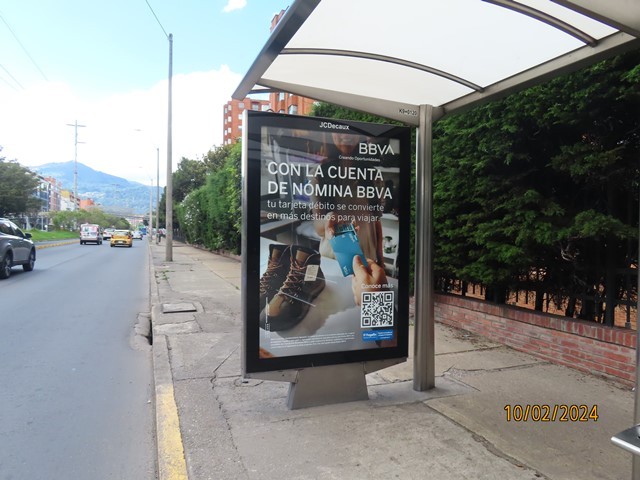 JCDecaux
BBVA
Creando Oportunidades
CON LA CUENTA
DE NÓMINA BBVA
tu tarjeta débito se convierte
en más destinos para viajar.
Conoce más
10/02/2024